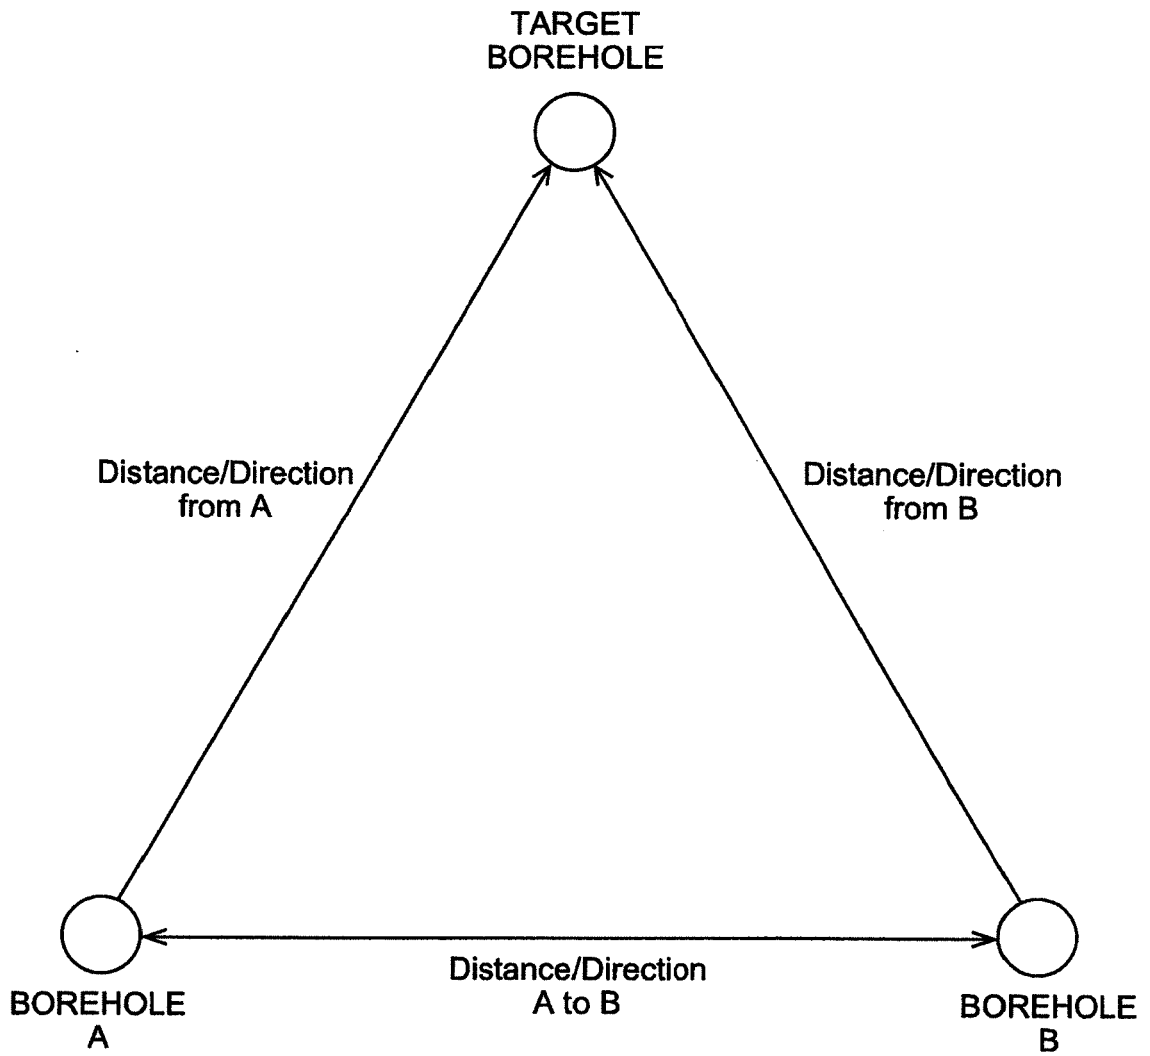 TARGET
BOREHOLE
Distance/Direction
from A
Distance/Direction
from B
Distance/Direction
A to B
BOREHOLE
A
BOREHOLE
B